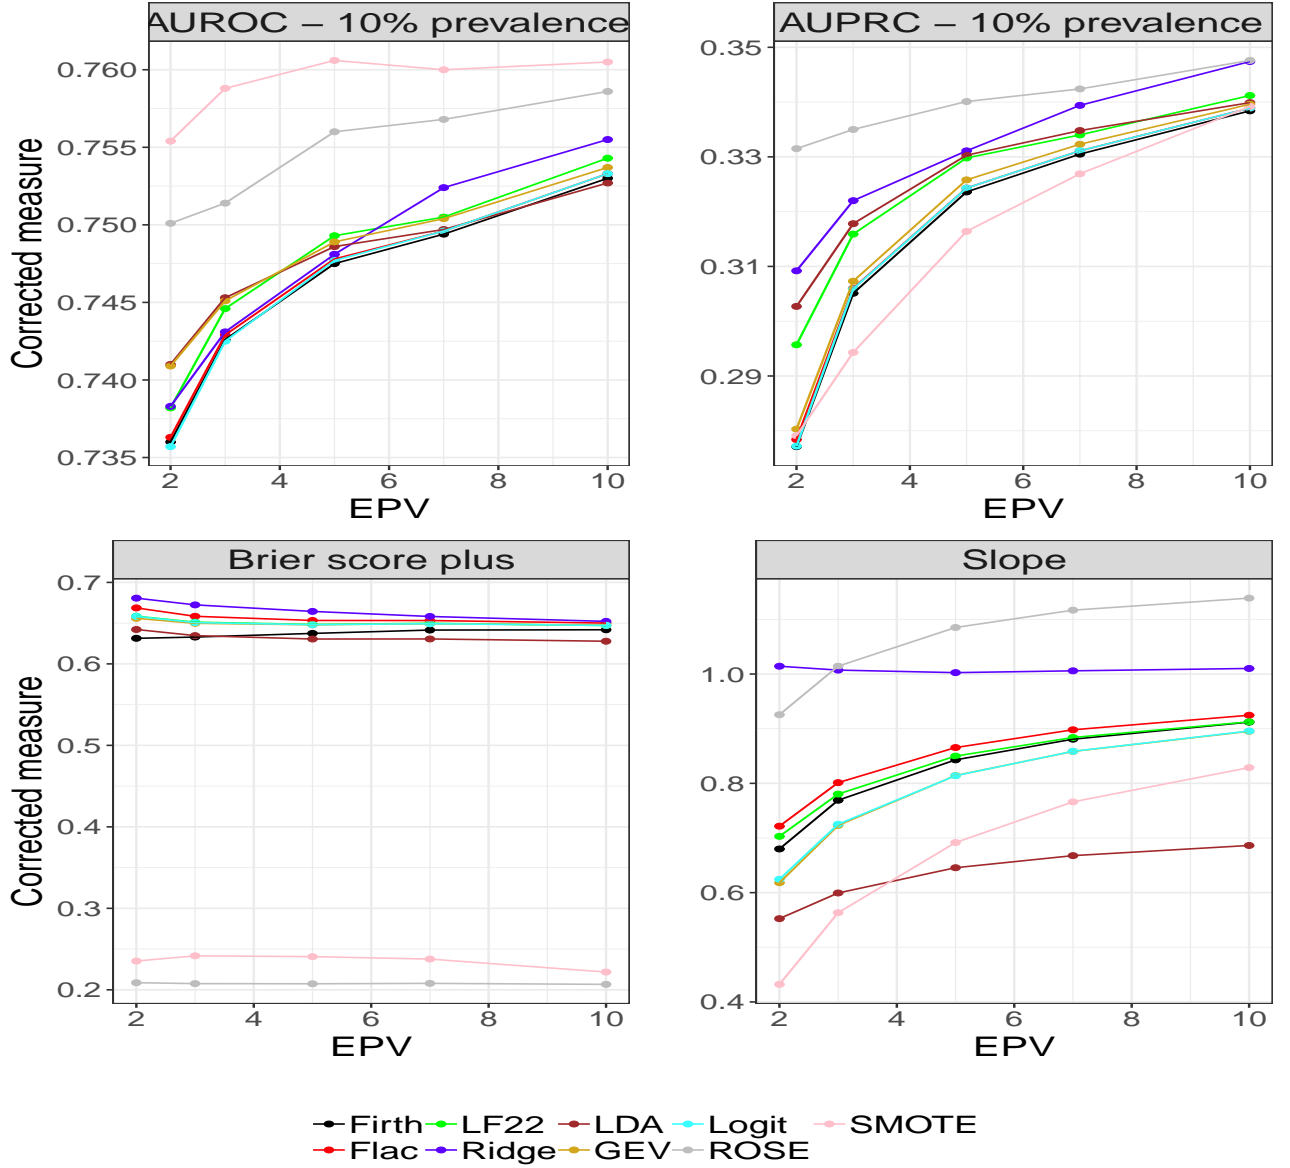 AUROC – 10% prevalence
AUPRC – 10% prevalence
Corrected measure
0.760
0.755
0.750
0.745
0.740
0.735
2 4 6 8 10
EPV
0.35
0.33
0.31
0.29
2 4 6 8 10
EPV
Brier score plus
Slope
Corrected measure
0.7
0.6
0.5
0.4
0.3
0.2
2 4 6 8 10
EPV
1.0
0.8
0.6
0.4
2 4 6 8 10
EPV
Firth LF22 LDA Logit SMOTE
Flac Ridge GEV ROSE